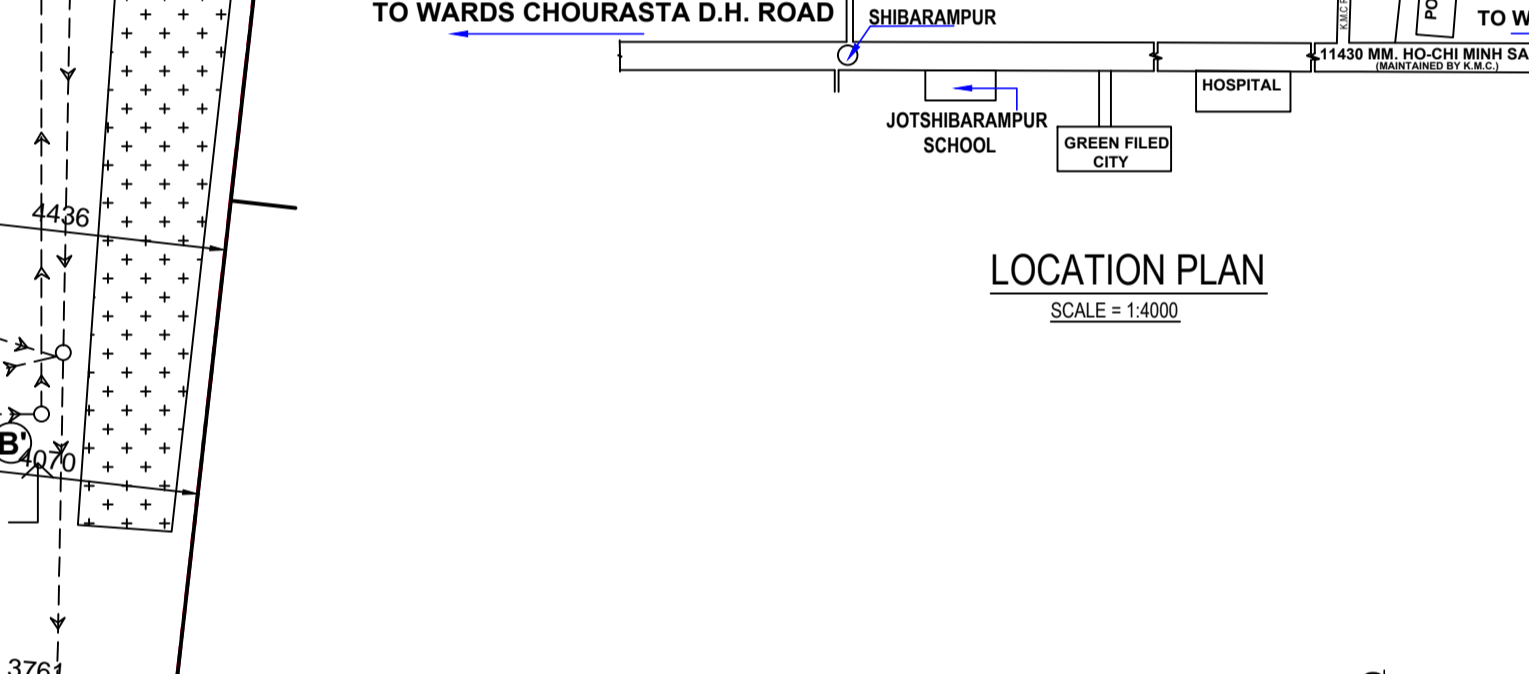 TO WARDS CHOURASTA D.H. ROAD
SHIBARAMPUR
K.M.C
PO
TO W
11430 MM. HO-CHI MINH SA
(MAINTAINED BY K.M.C.)
HOSPITAL
JOTSHIBARAMPUR
SCHOOL
GREEN FILED
CITY
4436
LOCATION PLAN
SCALE = 1:4000
B'
4070
3761